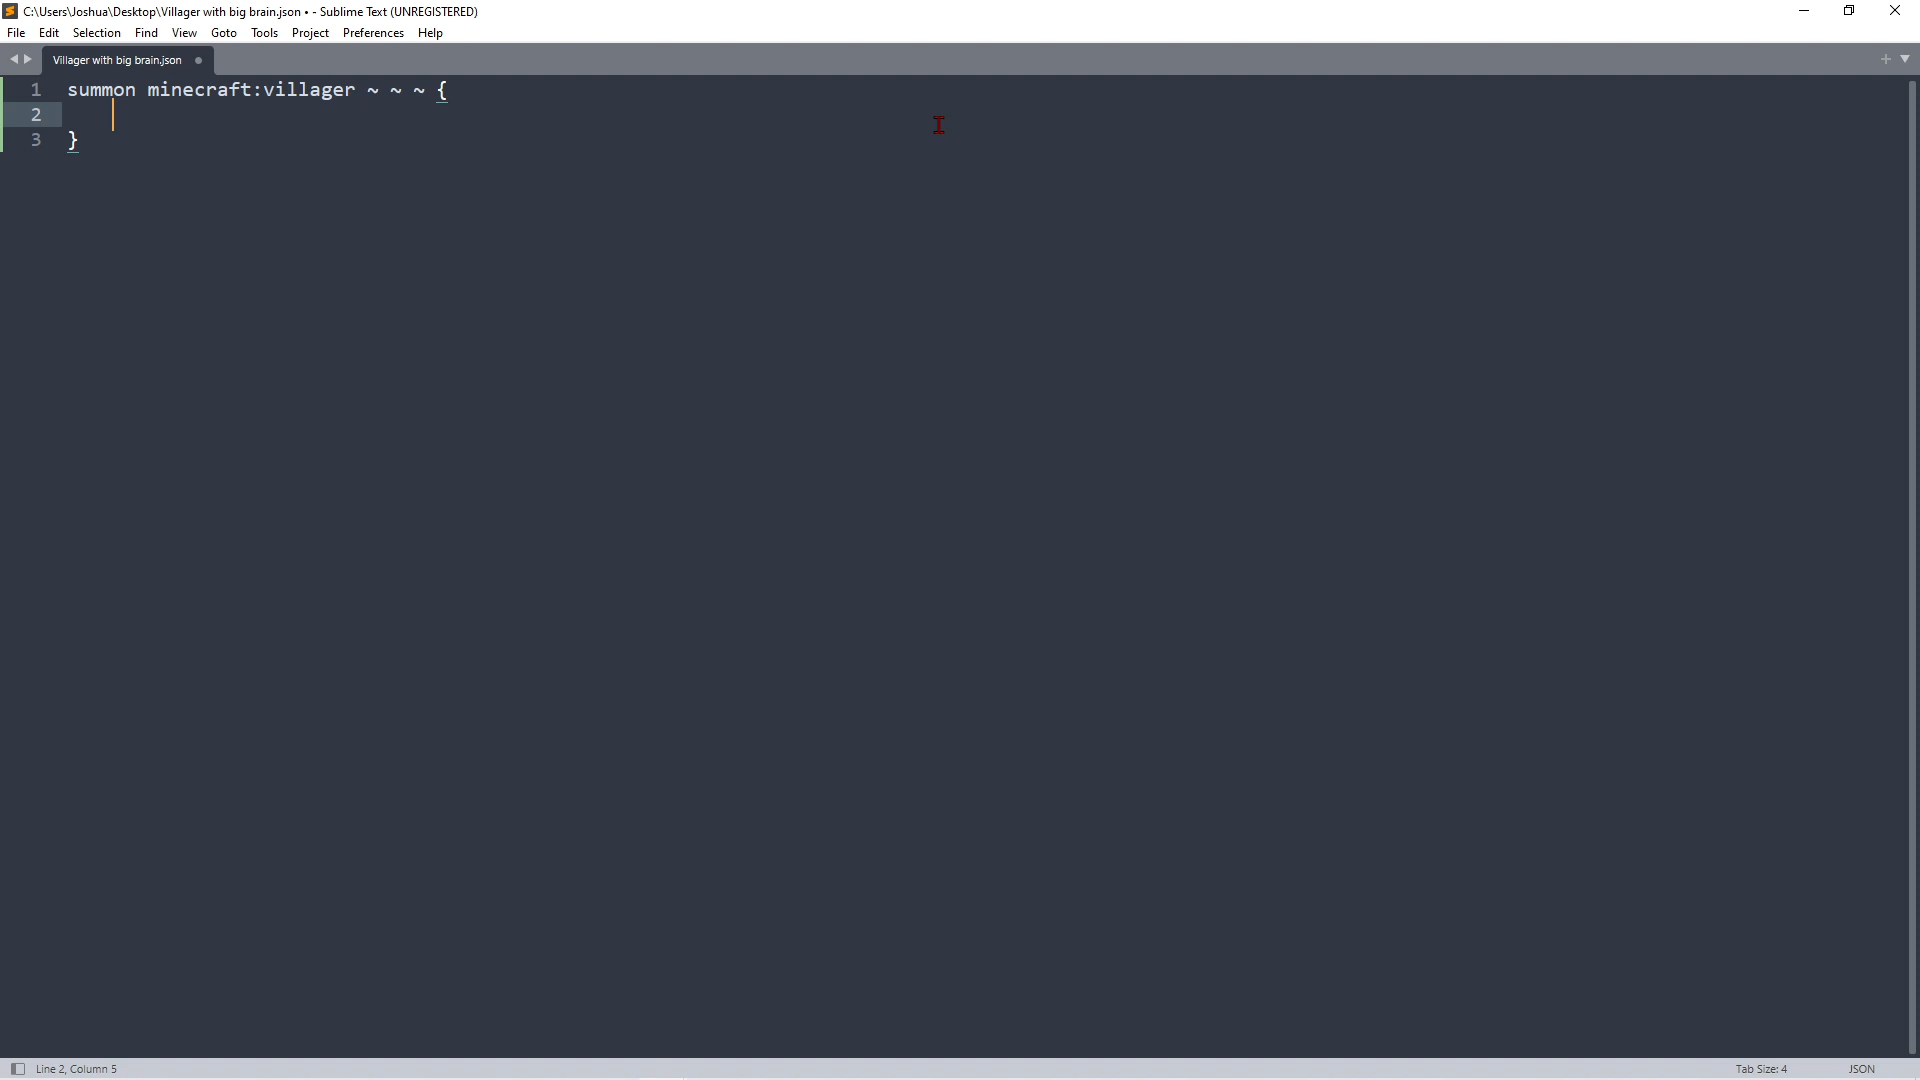 C:\Users\Joshua\Desktop\Villager with big brain.json • - Sublime Text (UNREGISTERED)
File Edit Selection Find View Goto Tools Project Preferences Help
Villager with big brain.json
1 summon minecraft:villager ~ ~ ~ {
2
3 }
Line 2, Column 5 Tab Size: 4 JSON